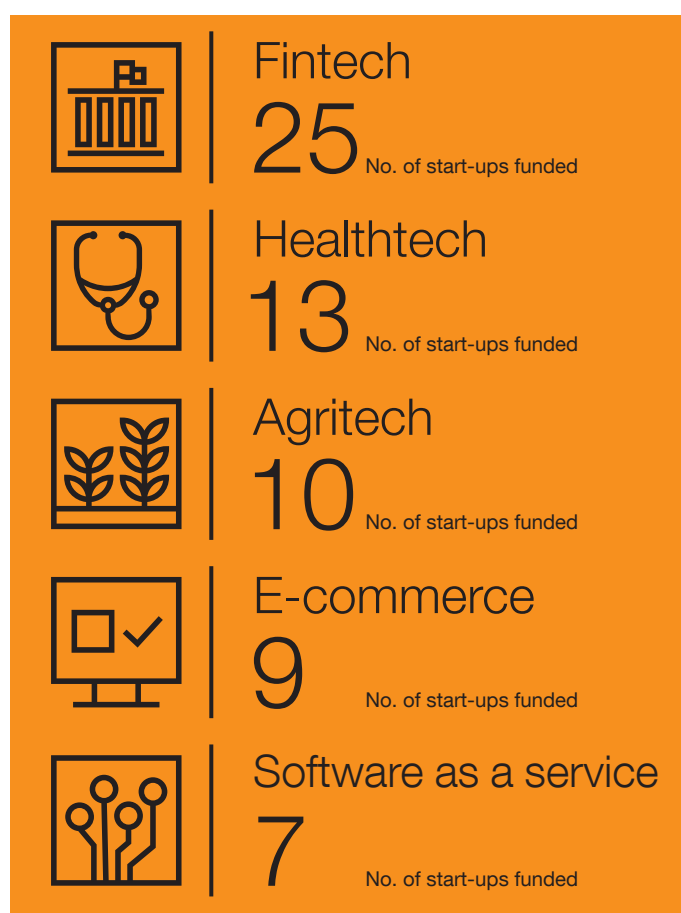 Fintech
25 No. of start-ups funded
Healthtech
13 No. of start-ups funded
Agritech
10 No. of start-ups funded
E-commerce
9 No. of start-ups funded
Software as a service
7 No. of start-ups funded